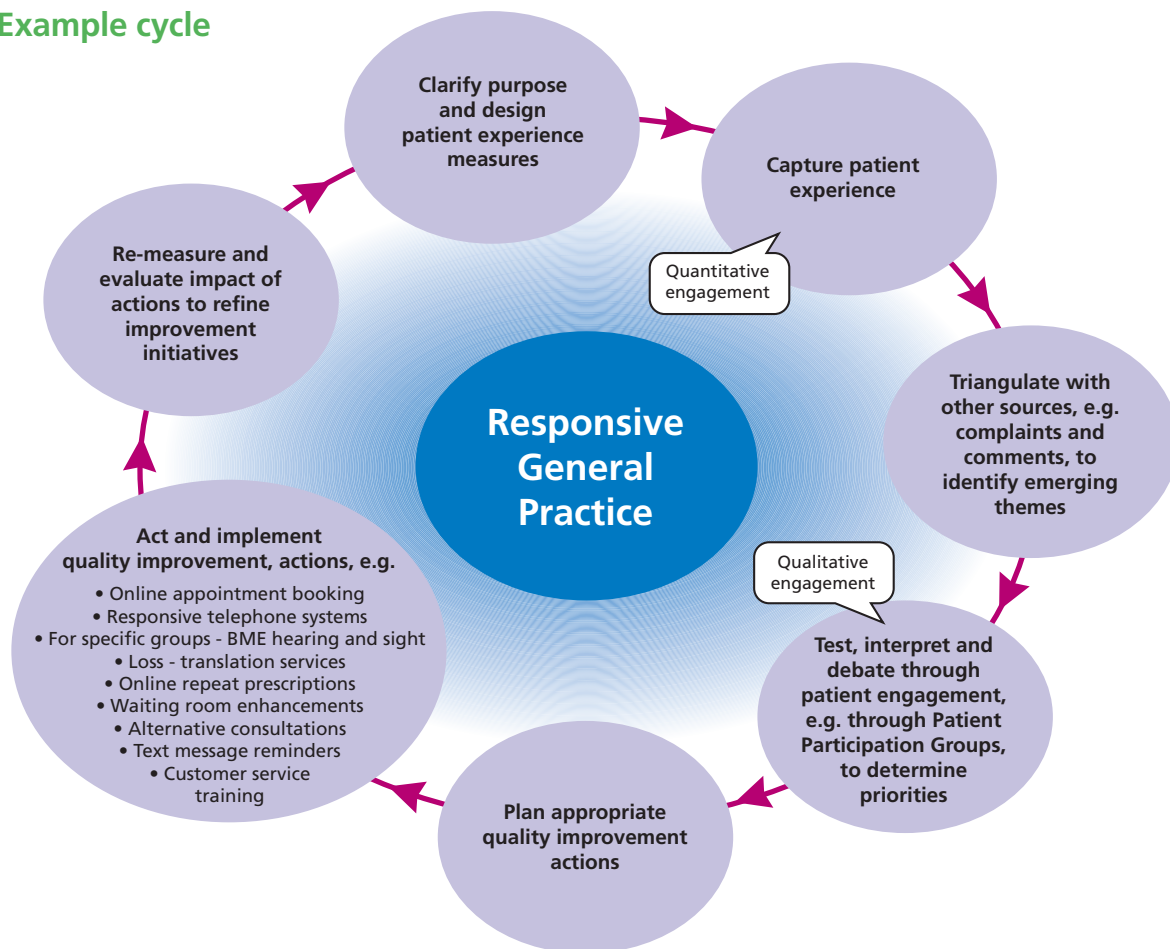 Example cycle
Clarify purpose
and design
patient experience
measures
Capture patient
experience
Quantitative
engagement
Re-measure and
evaluate impact of
actions to refine
improvement
initiatives
Responsive
General
Practice
Triangulate with
other sources, e.g.
complaints and
comments, to
identify emerging
themes
Qualitative
engagement
Test, interpret and
debate through
patient engagement,
e.g. through Patient
Participation Groups,
to determine
priorities
Plan appropriate
quality improvement
actions
Act and implement
quality improvement, actions, e.g.
• Online appointment booking
• Responsive telephone systems
• For specific groups - BME hearing and sight
• Loss - translation services
• Online repeat prescriptions
• Waiting room enhancements
• Alternative consultations
• Text message reminders
• Customer service
training